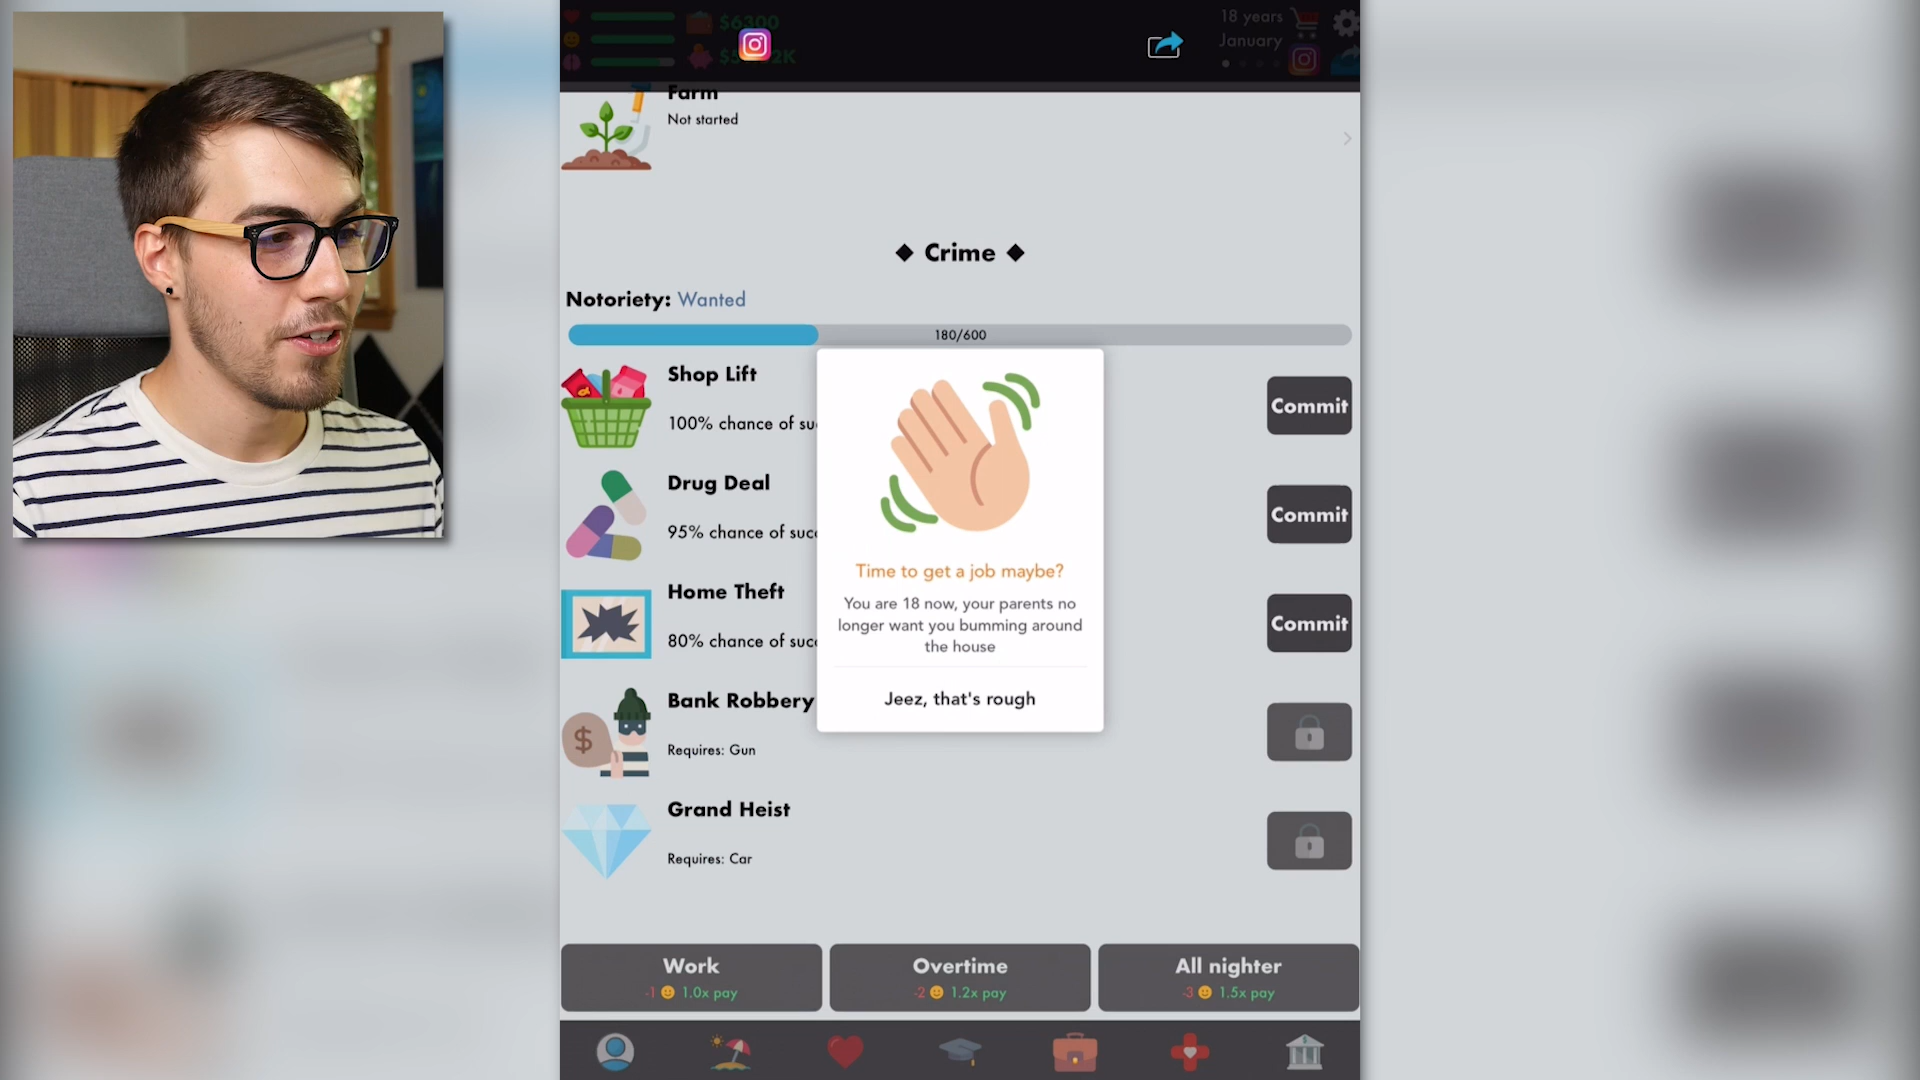 $6300
18 years
January
Farm
Not started
◆ Crime ◆
Notoriety: Wanted
180/600
Shop Lift
100% chance of su
Commit
Drug Deal
95% chance of succ
Commit
Home Theft
80% chance of succ
Commit
Bank Robbery
Requires: Gun
Grand Heist
Requires: Car
Time to get a job maybe?
You are 18 now, your parents no
longer want you bumming around
the house
Jeez, that's rough
Work
-1 1.0x pay
Overtime
-2 1.2x pay
All nighter
-3 1.5x pay